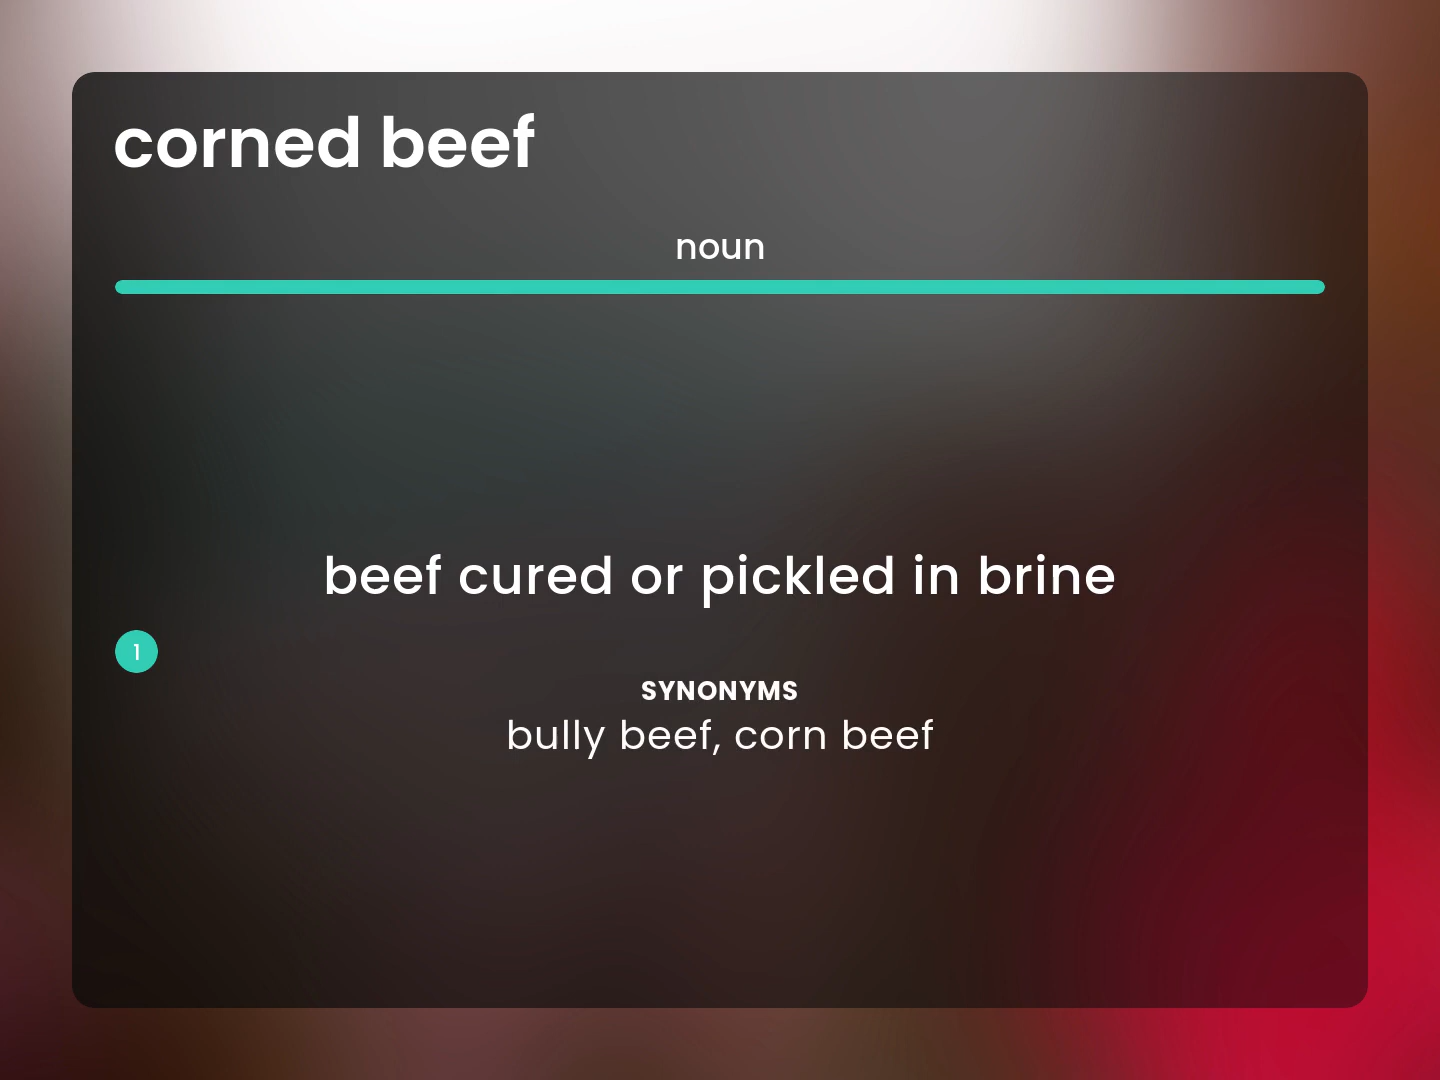 corned beef
noun
beef cured or pickled in brine
1
SYNONYMS
bully beef, corn beef